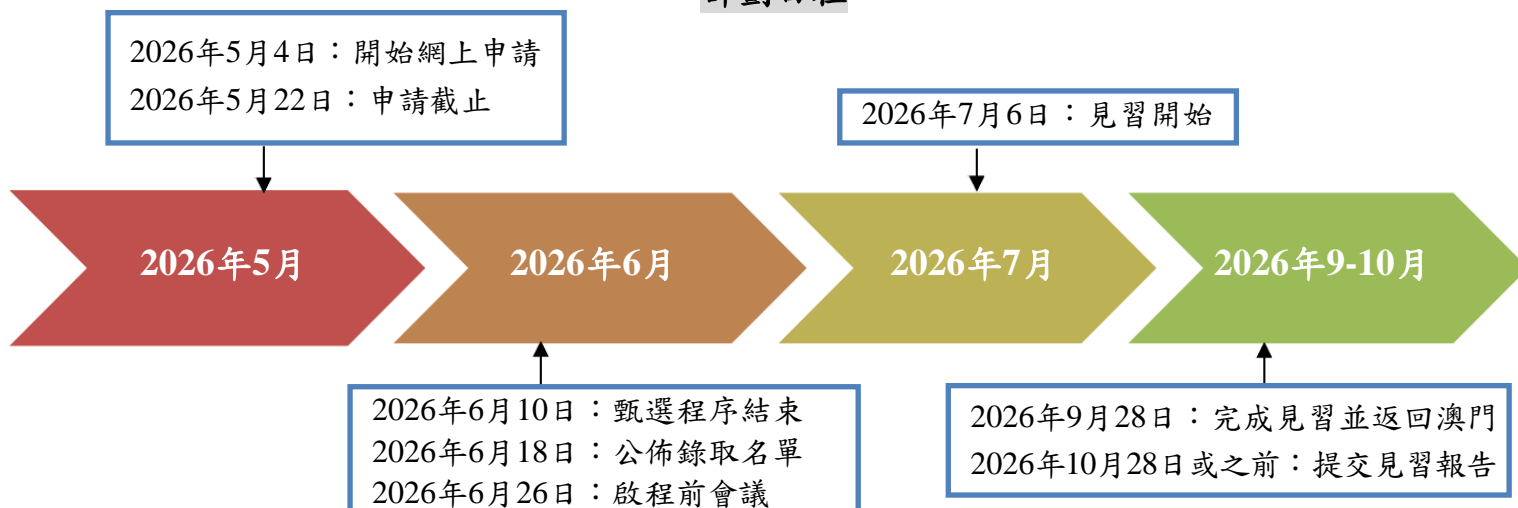 2026年5月4日：開始網上申請
2026年5月22日：申請截止
2026年7月6日：見習開始
2026年5月
2026年6月
2026年7月
2026年9-10月
2026年6月10日：甄選程序結束
2026年6月18日：公佈錄取名單
2026年6月26日：啟程前會議
2026年9月28日：完成見習並返回澳門
2026年10月28日或之前：提交見習報告